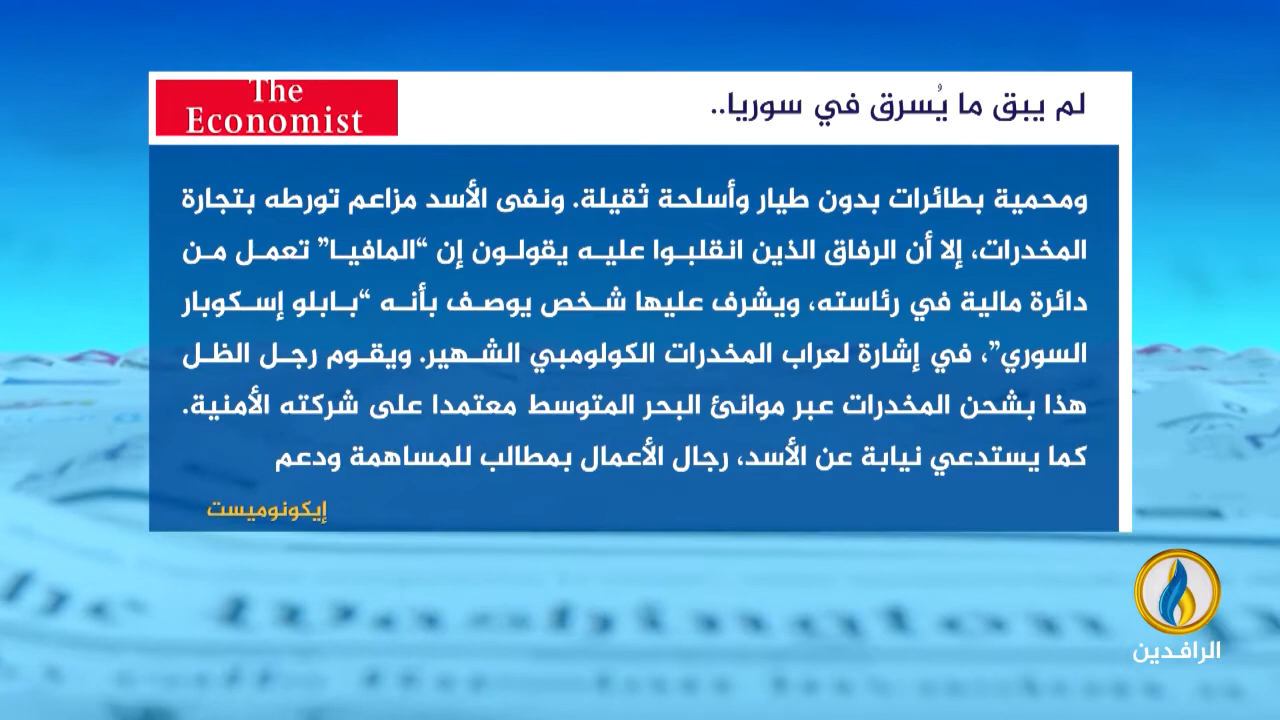 The
Economist
لم يبق ما يُسرق في سوريا..
ومحمية بطائرات بدون طيار وأسلحة ثقيلة. ونفى الأسد مزاعم تورطه بتجارة
المخدرات، إلا أن الرفاق الذين انقلبوا عليه يقولون إن “المافيا” تعمل من
دائرة مالية في رئاسته، ويشرف عليها شخص يوصف بأنه “بابلو إسكوبار
السوري”، في إشارة لعراب المخدرات الكولومبي الشهير. ويقوم رجل الظل
هذا بشحن المخدرات عبر موانئ البحر المتوسط معتمدا على شركته الأمنية.
كما يستدعي نيابة عن الأسد، رجال الأعمال بمطالب للمساهمة ودعم
إيكونوميست
الرافدين